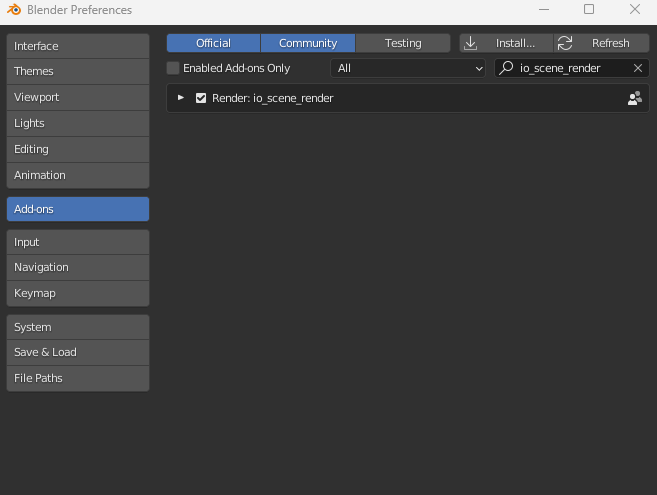 Blender Preferences
Interface
Themes
Viewport
Lights
Editing
Animation
Add-ons
Input
Navigation
Keymap
System
Save & Load
File Paths
Official Community Testing Install... Refresh
Enabled Add-ons Only All io_scene_render
Render: io_scene_render